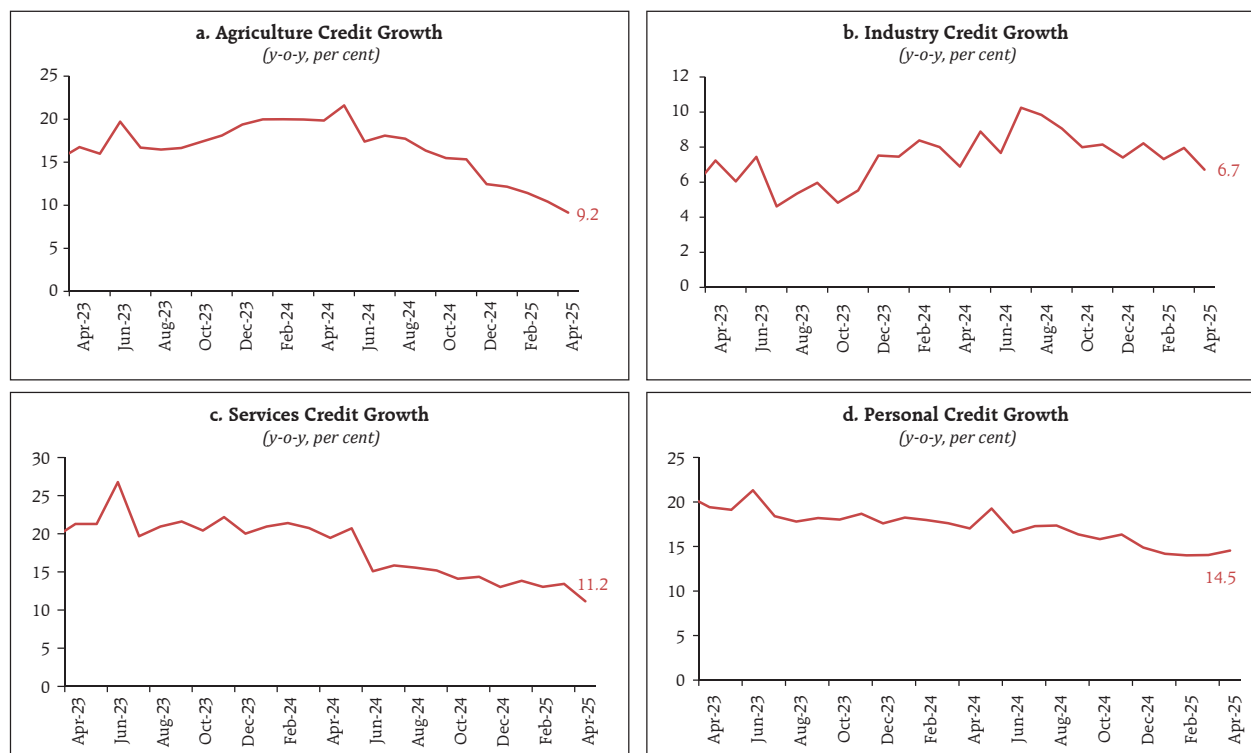 a. Agriculture Credit Growth
(y-o-y, per cent)
25
20
15
10
5
0
9.2
Apr-23
Jun-23
Aug-23
Oct-23
Dec-23
Feb-24
Apr-24
Jun-24
Aug-24
Oct-24
Dec-24
Feb-25
Apr-25
b. Industry Credit Growth
(y-o-y, per cent)
12
10
8
6
4
2
0
6.7
Apr-23
Jun-23
Aug-23
Oct-23
Dec-23
Feb-24
Apr-24
Jun-24
Aug-24
Oct-24
Dec-24
Feb-25
Apr-25
c. Services Credit Growth
(y-o-y, per cent)
30
25
20
15
10
5
0
11.2
Apr-23
Jun-23
Aug-23
Oct-23
Dec-23
Feb-24
Apr-24
Jun-24
Aug-24
Oct-24
Dec-24
Feb-25
Apr-25
d. Personal Credit Growth
(y-o-y, per cent)
25
20
15
10
5
0
14.5
Apr-23
Jun-23
Aug-23
Oct-23
Dec-23
Feb-24
Apr-24
Jun-24
Aug-24
Oct-24
Dec-24
Feb-25
Apr-25